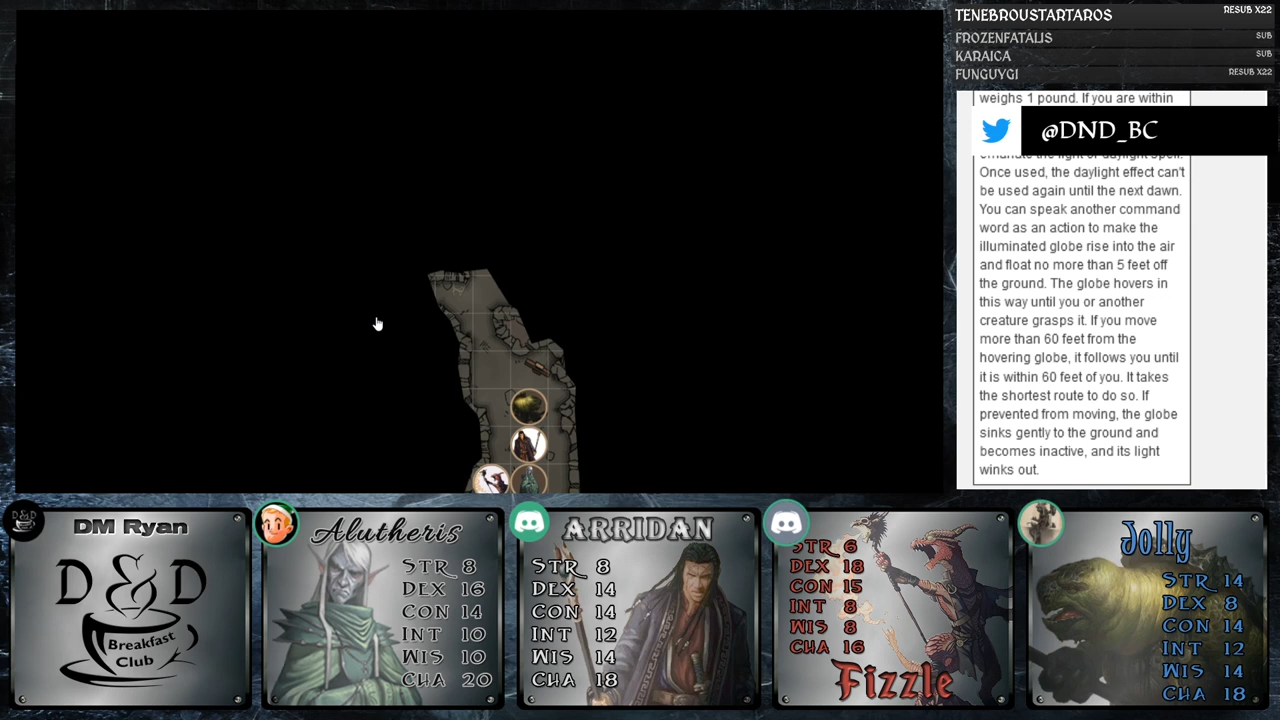 TENEBROUSTARTAROS RESUB X22
FROZENFATALIS SUB
KARAICA SUB
FUNGUYGI RESUB X22
weighs 1 pound. If you are within
@DND_BC
emanate the light or daylight spell.
Once used, the daylight effect can't
be used again until the next dawn.
You can speak another command
word as an action to make the
illuminated globe rise into the air
and float no more than 5 feet off
the ground. The globe hovers in
this way until you or another
creature grasps it. If you move
more than 60 feet from the
hovering globe, it follows you until
it is within 60 feet of you. It takes
the shortest route to do so. If
prevented from moving, the globe
sinks gently to the ground and
becomes inactive, and its light
winks out.
D&D
DM Ryan
D&D
Breakfast
Club
Alutheris
STR 8
DEX 16
CON 14
INT 10
WIS 10
CHA 20
ARRIDAN
STR 8
DEX 14
CON 14
INT 12
WIS 14
CHA 18
STR 6
DEX 18
CON 15
INT 8
WIS 8
CHA 16
Fizzle
Jolly
STR 14
DEX 8
CON 14
INT 12
WIS 14
CHA 18